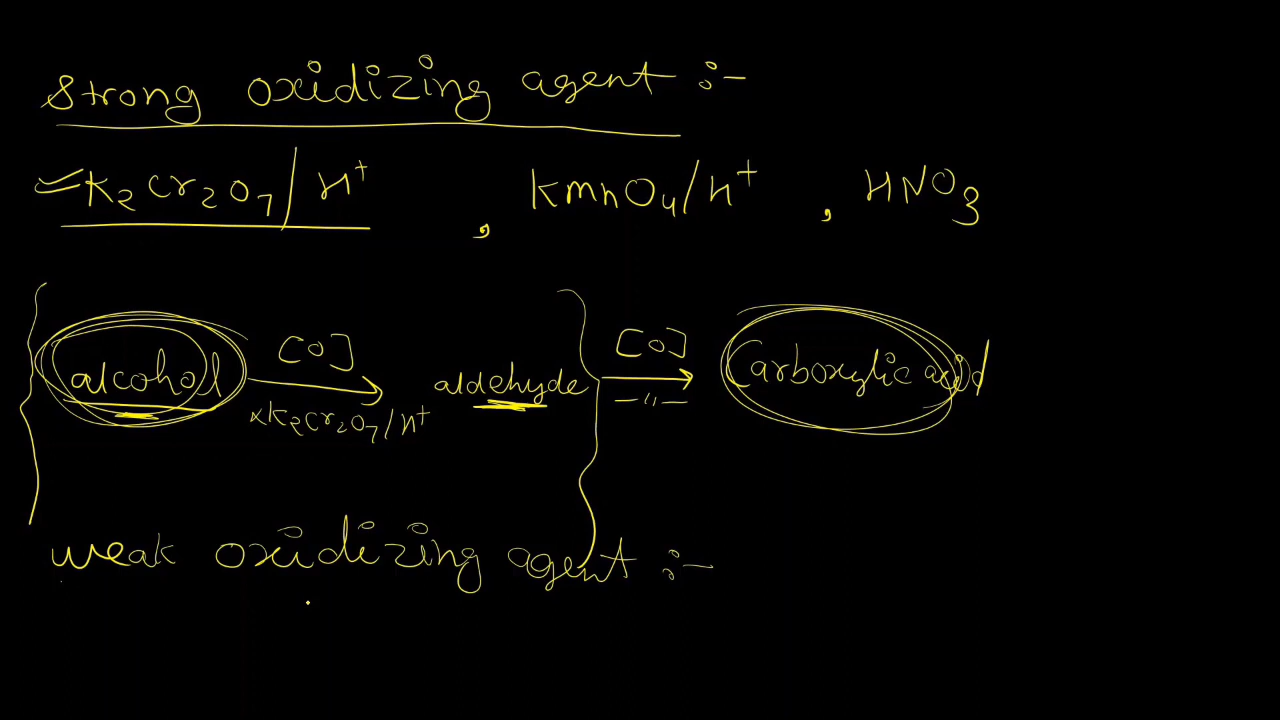 strong oxidizing agent :-
K2Cr2O7/H+ , KMnO4/H+ , HNO3
alcohol [O] aldehyde [O] Carboxylic acid
K2Cr2O7/H+ —"—
weak oxidizing agent :-